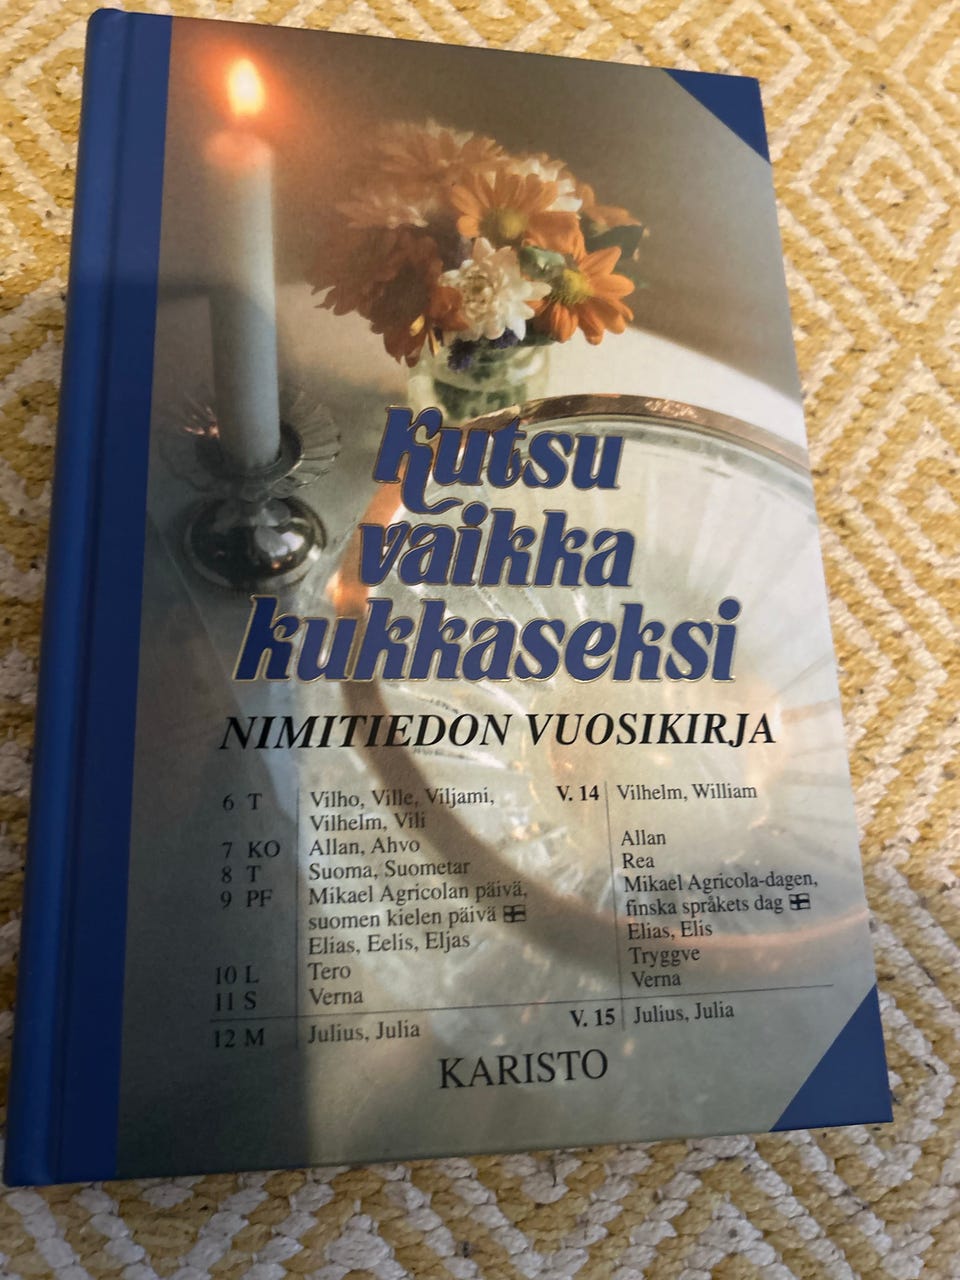 Kutsu
vaikka
kukkaseksi
NIMITIEDON VUOSIKIRJA
6 T Vilho, Ville, Viljami, V. 14 Vilhelm, William
Vilhelm, Vili
7 KO Allan, Ahvo Allan
8 T Suoma, Suometar Rea
9 PF Mikael Agricolan päivä, Mikael Agricola-dagen,
suomen kielen päivä finska språkets dag
Elias, Eelis, Eljas Elias, Elis
10 L Tero Tryggve
11 S Verna Verna
12 M Julius, Julia V. 15 Julius, Julia
KARISTO